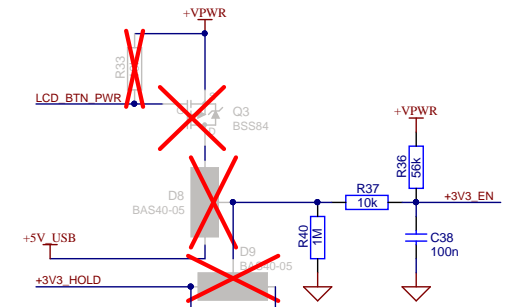 +VPWR
R33
LCD_BTN_PWR
Q3
BSS84
+VPWR
R36
56k
D8
BAS40-05
R37
10k
+3V3_EN
R40
1M
C38
100n
+5V_USB
D9
BAS40-05
+3V3_HOLD